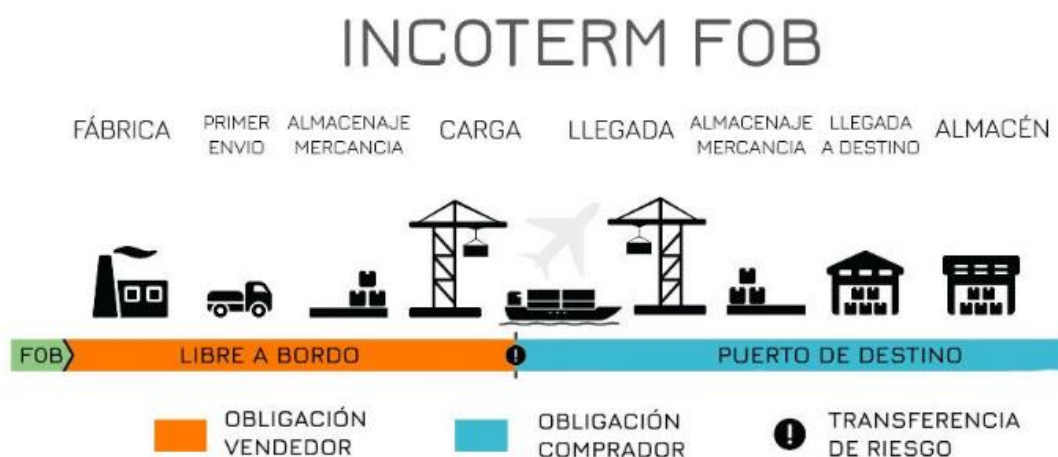 INCOTERM FOB
FÁBRICA
PRIMER
ENVIO
ALMACENAJE
MERCANCIA
CARGA
LLEGADA
ALMACENAJE
MERCANCIA
LLEGADA
A DESTINO
ALMACÉN
FOB
LIBRE A BORDO
!
PUERTO DE DESTINO
OBLIGACIÓN
VENDEDOR
OBLIGACIÓN
COMPRADOR
!
TRANSFERENCIA
DE RIESGO